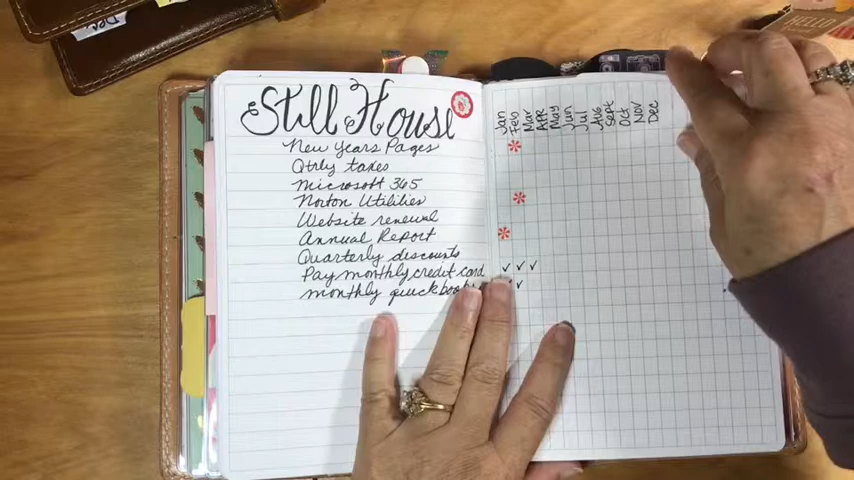 Still House
New Years Pages
Qtrly taxes
Microsoft 365
Norton Utilities
Website renewal
Annual Report
Quarterly discounts
Pay monthly credit card
monthly quickbooks
Jan Feb Mar APR May Jun Jul Aug Sept Oct Nov Dec
HELLO